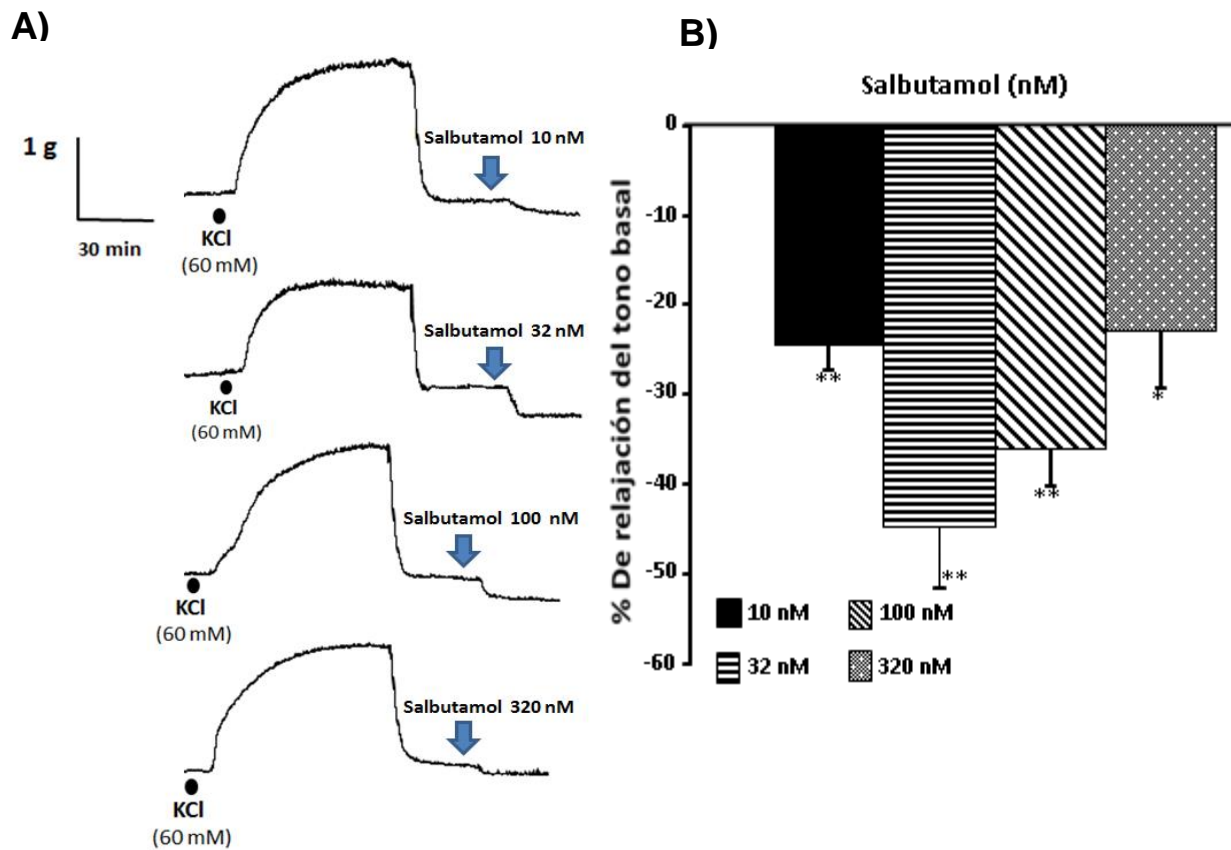 A)
1 g
30 min
Salbutamol 10 nM
KCl
(60 mM)
Salbutamol 32 nM
KCl
(60 mM)
Salbutamol 100 nM
KCl
(60 mM)
Salbutamol 320 nM
KCl
(60 mM)
B)
Salbutamol (nM)
% De relajación del tono basal
0
-10
-20
-30
-40
-50
-60
**
**
**
*
10 nM
100 nM
32 nM
320 nM